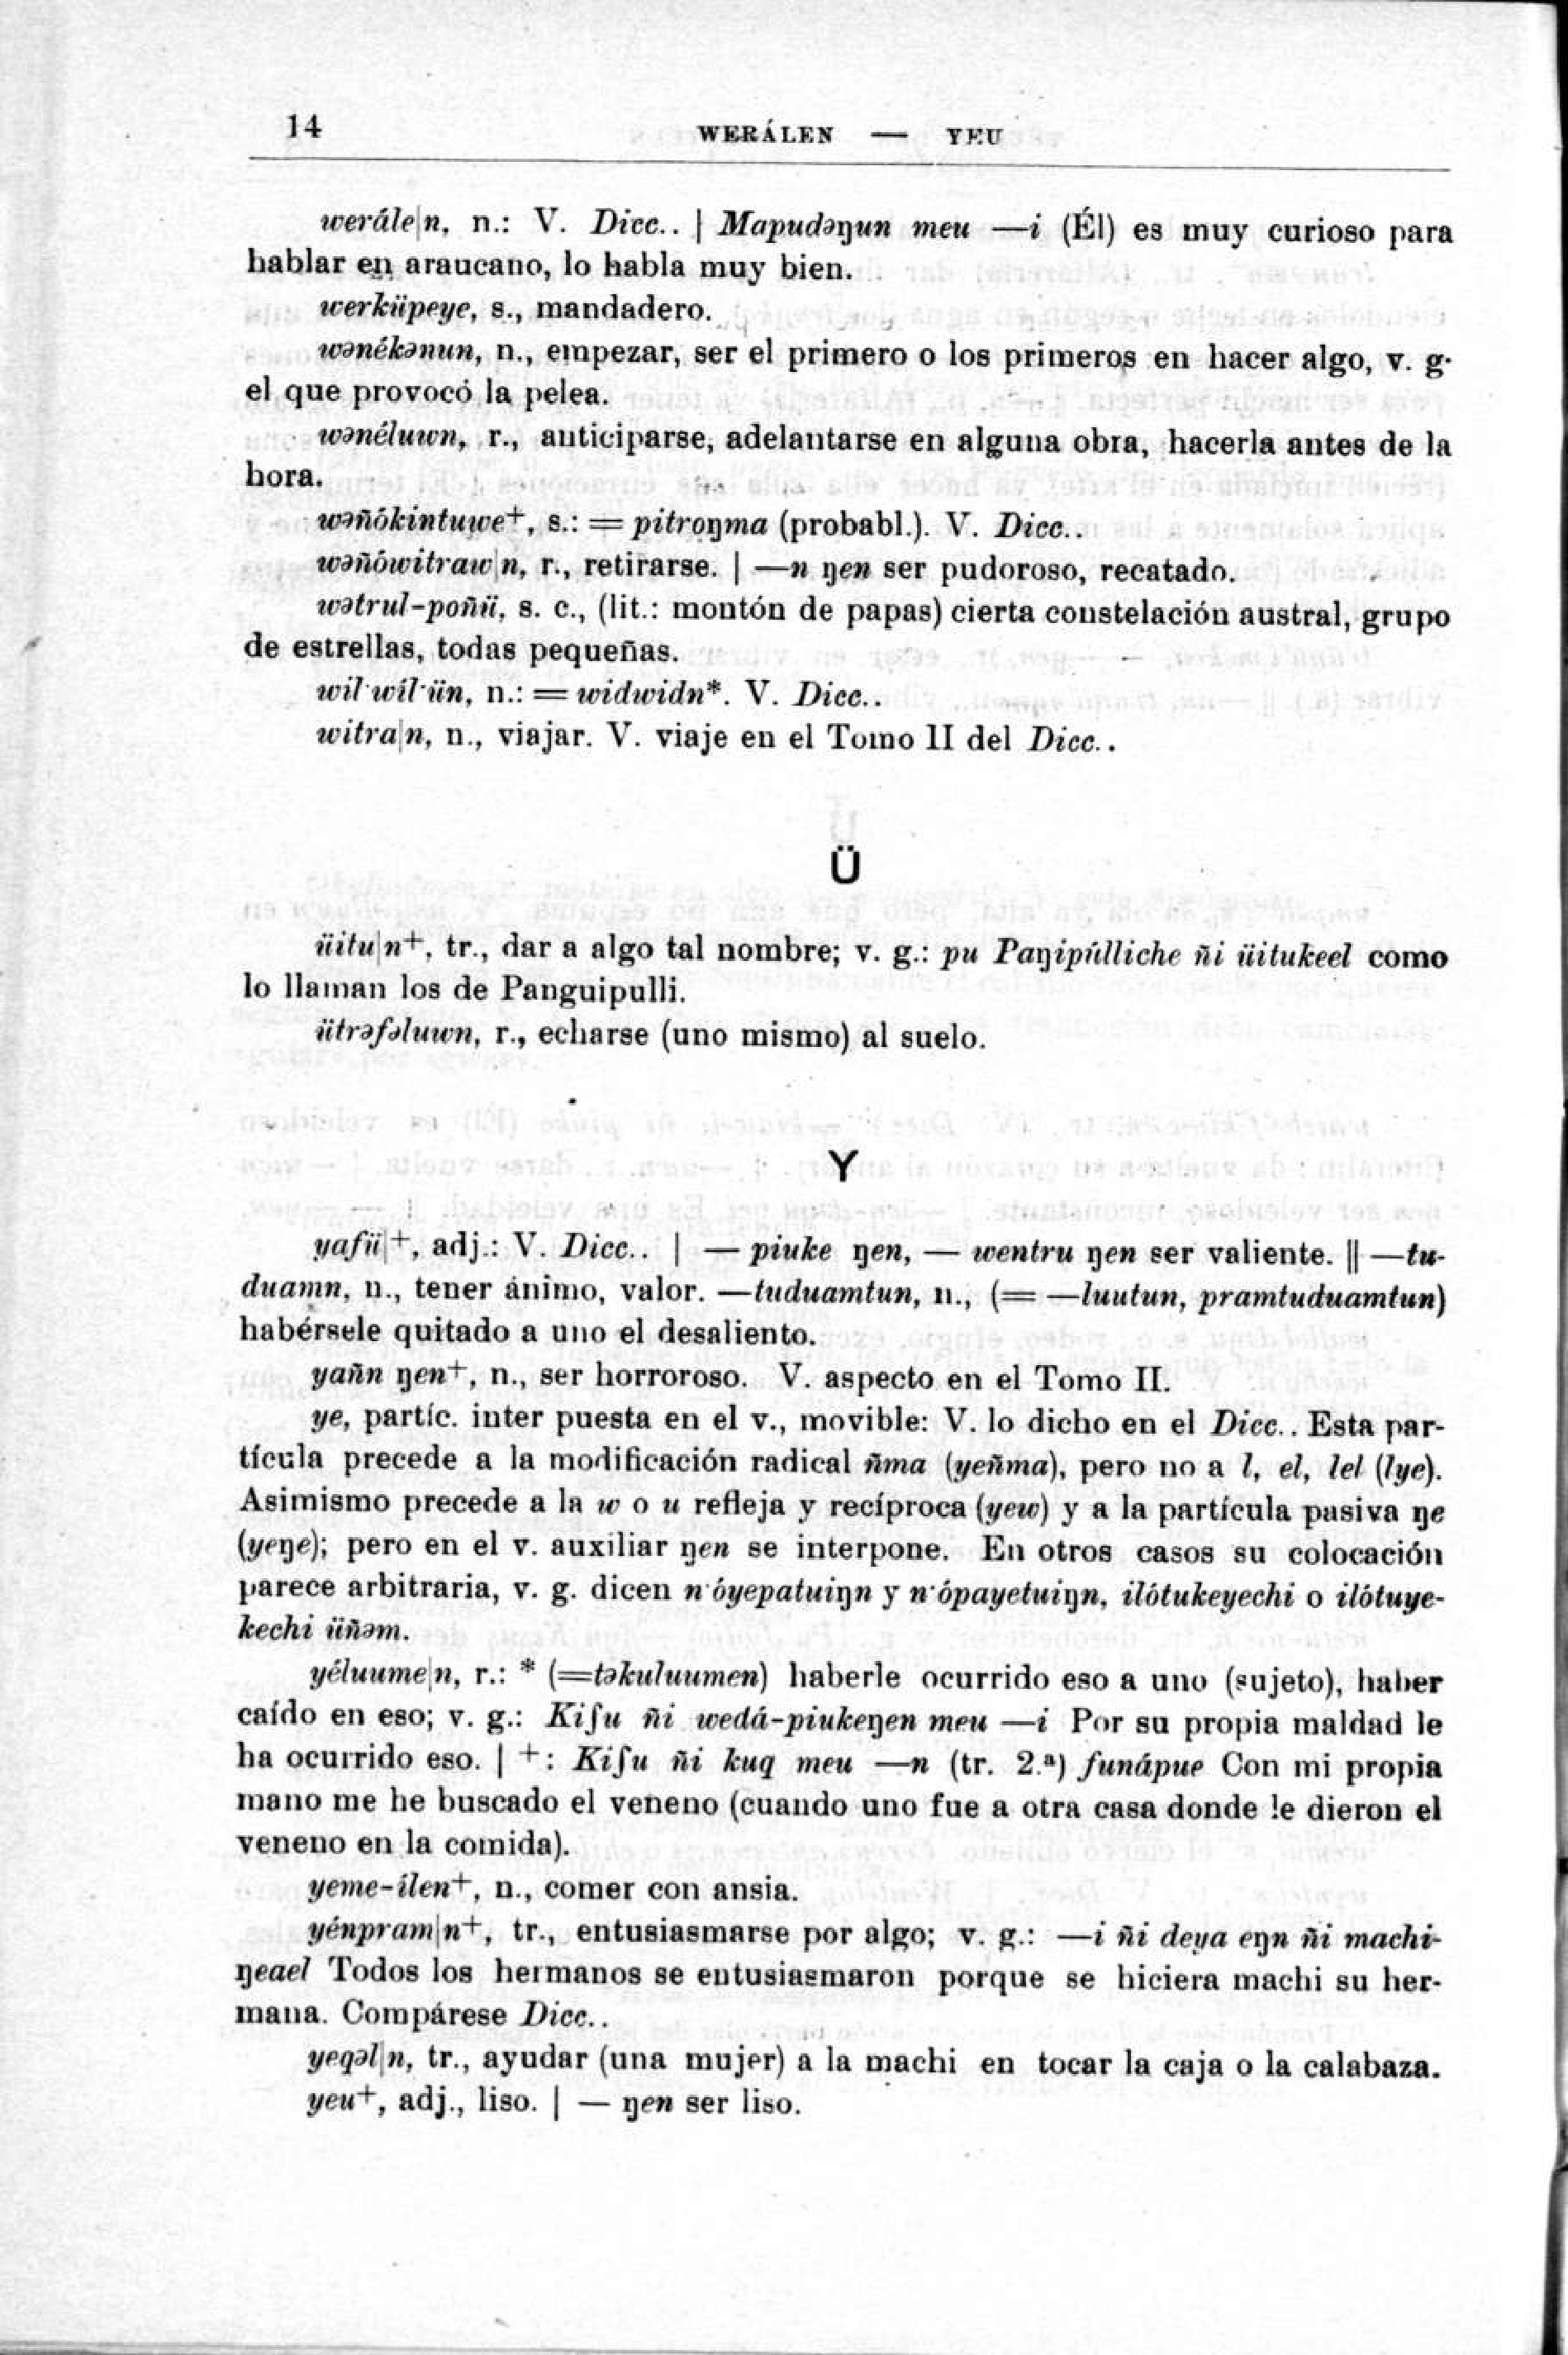 14 WERÁLEN — YEU
werále|n, n.: V. Dicc.. | Mapudəŋun meu —i (Él) es muy curioso para
hablar en araucano, lo habla muy bien.
werküpeye, s., mandadero.
wənékənun, n., empezar, ser el primero o los primeros en hacer algo, v. g.
el que provocó la pelea.
wənéluwn, r., anticiparse, adelantarse en alguna obra, hacerla antes de la
hora.
wəñókintuwe+, s.: = pitroŋma (probabl.). V. Dicc..
wəñówitraw|n, r., retirarse. | —n ŋen ser pudoroso, recatado.
wətrul-poñü, s. c., (lit.: montón de papas) cierta constelación austral, grupo
de estrellas, todas pequeñas.
wil·wíl·ün, n.: = widwidn*. V. Dicc..
witra|n, n., viajar. V. viaje en el Tomo II del Dicc..
Ü
üitu|n+, tr., dar a algo tal nombre; v. g.: pu Paŋipúlliche ñi üitukeel como
lo llaman los de Panguipulli.
ütrəfəluwn, r., echarse (uno mismo) al suelo.
Y
yafü|+, adj.: V. Dicc.. | — piuke ŋen, — wentru ŋen ser valiente. || —tu-
duamn, n., tener ánimo, valor. —tuduamtun, n., (= —luutun, pramtuduamtun)
habérsele quitado a uno el desaliento.
yañn ŋen+, n., ser horroroso. V. aspecto en el Tomo II.
ye, partíc. inter puesta en el v., movible: V. lo dicho en el Dicc.. Esta par-
tícula precede a la modificación radical ñma (yeñma), pero no a l, el, lel (lye).
Asimismo precede a la w o u refleja y recíproca (yew) y a la partícula pasiva ŋe
(yeŋe); pero en el v. auxiliar ŋen se interpone. En otros casos su colocación
parece arbitraria, v. g. dicen n·óyepatuiŋn y n·ópayetuiŋn, ilótukeyechi o ilótuye-
kechi üñəm.
yéluume|n, r.: * (=təkuluumen) haberle ocurrido eso a uno (sujeto), haber
caído en eso; v. g.: Kiʃu ñi wedá-piukeŋen meu —i Por su propia maldad le
ha ocurrido eso. | +: Kiʃu ñi kuq meu —n (tr. 2.ª) funápue Con mi propia
mano me he buscado el veneno (cuando uno fue a otra casa donde le dieron el
veneno en la comida).
yeme-ilen+, n., comer con ansia.
yénpram|n+, tr., entusiasmarse por algo; v. g.: —i ñi deya eŋn ñi machi-
ŋeael Todos los hermanos se entusiasmaron porque se hiciera machi su her-
mana. Compárese Dicc..
yeqəl|n, tr., ayudar (una mujer) a la machi en tocar la caja o la calabaza.
yeu+, adj., liso. | — ŋen ser liso.